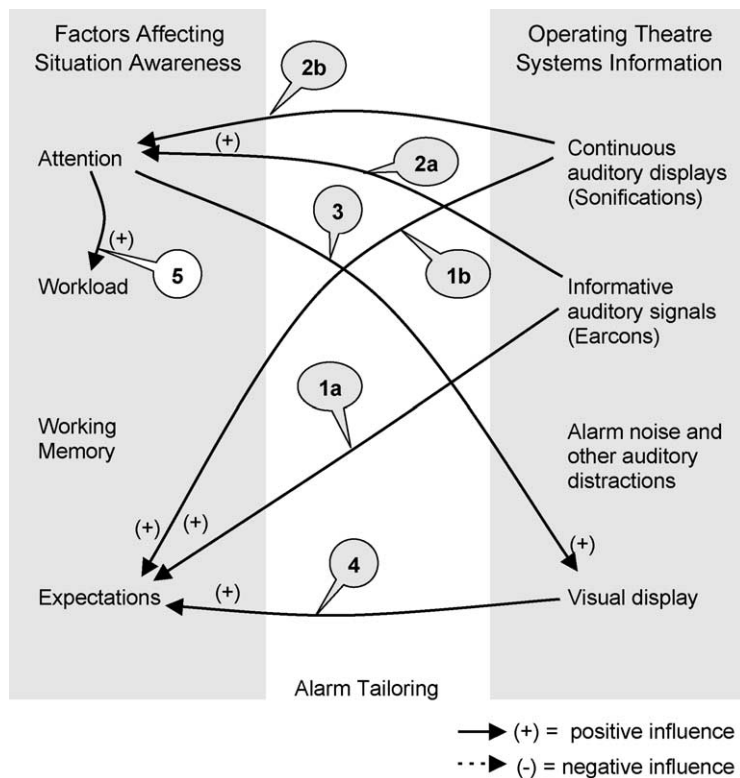 Factors Affecting
Situation Awareness
Operating Theatre
Systems Information
2b
(+)
Attention
2a
Continuous
auditory displays
(Sonifications)
3
(+)
5
1b
Workload
Informative
auditory signals
(Earcons)
1a
Working
Memory
Alarm noise and
other auditory
distractions
(+)
(+)
(+)
4
Expectations
(+)
Visual display
Alarm Tailoring
(+) = positive influence
(-) = negative influence